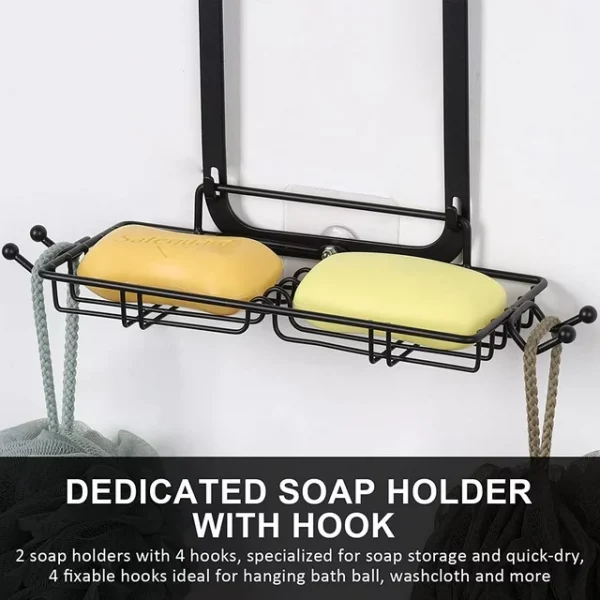 Safeguard
DEDICATED SOAP HOLDER
WITH HOOK
2 soap holders with 4 hooks, specialized for soap storage and quick-dry,
4 fixable hooks ideal for hanging bath ball, washcloth and more